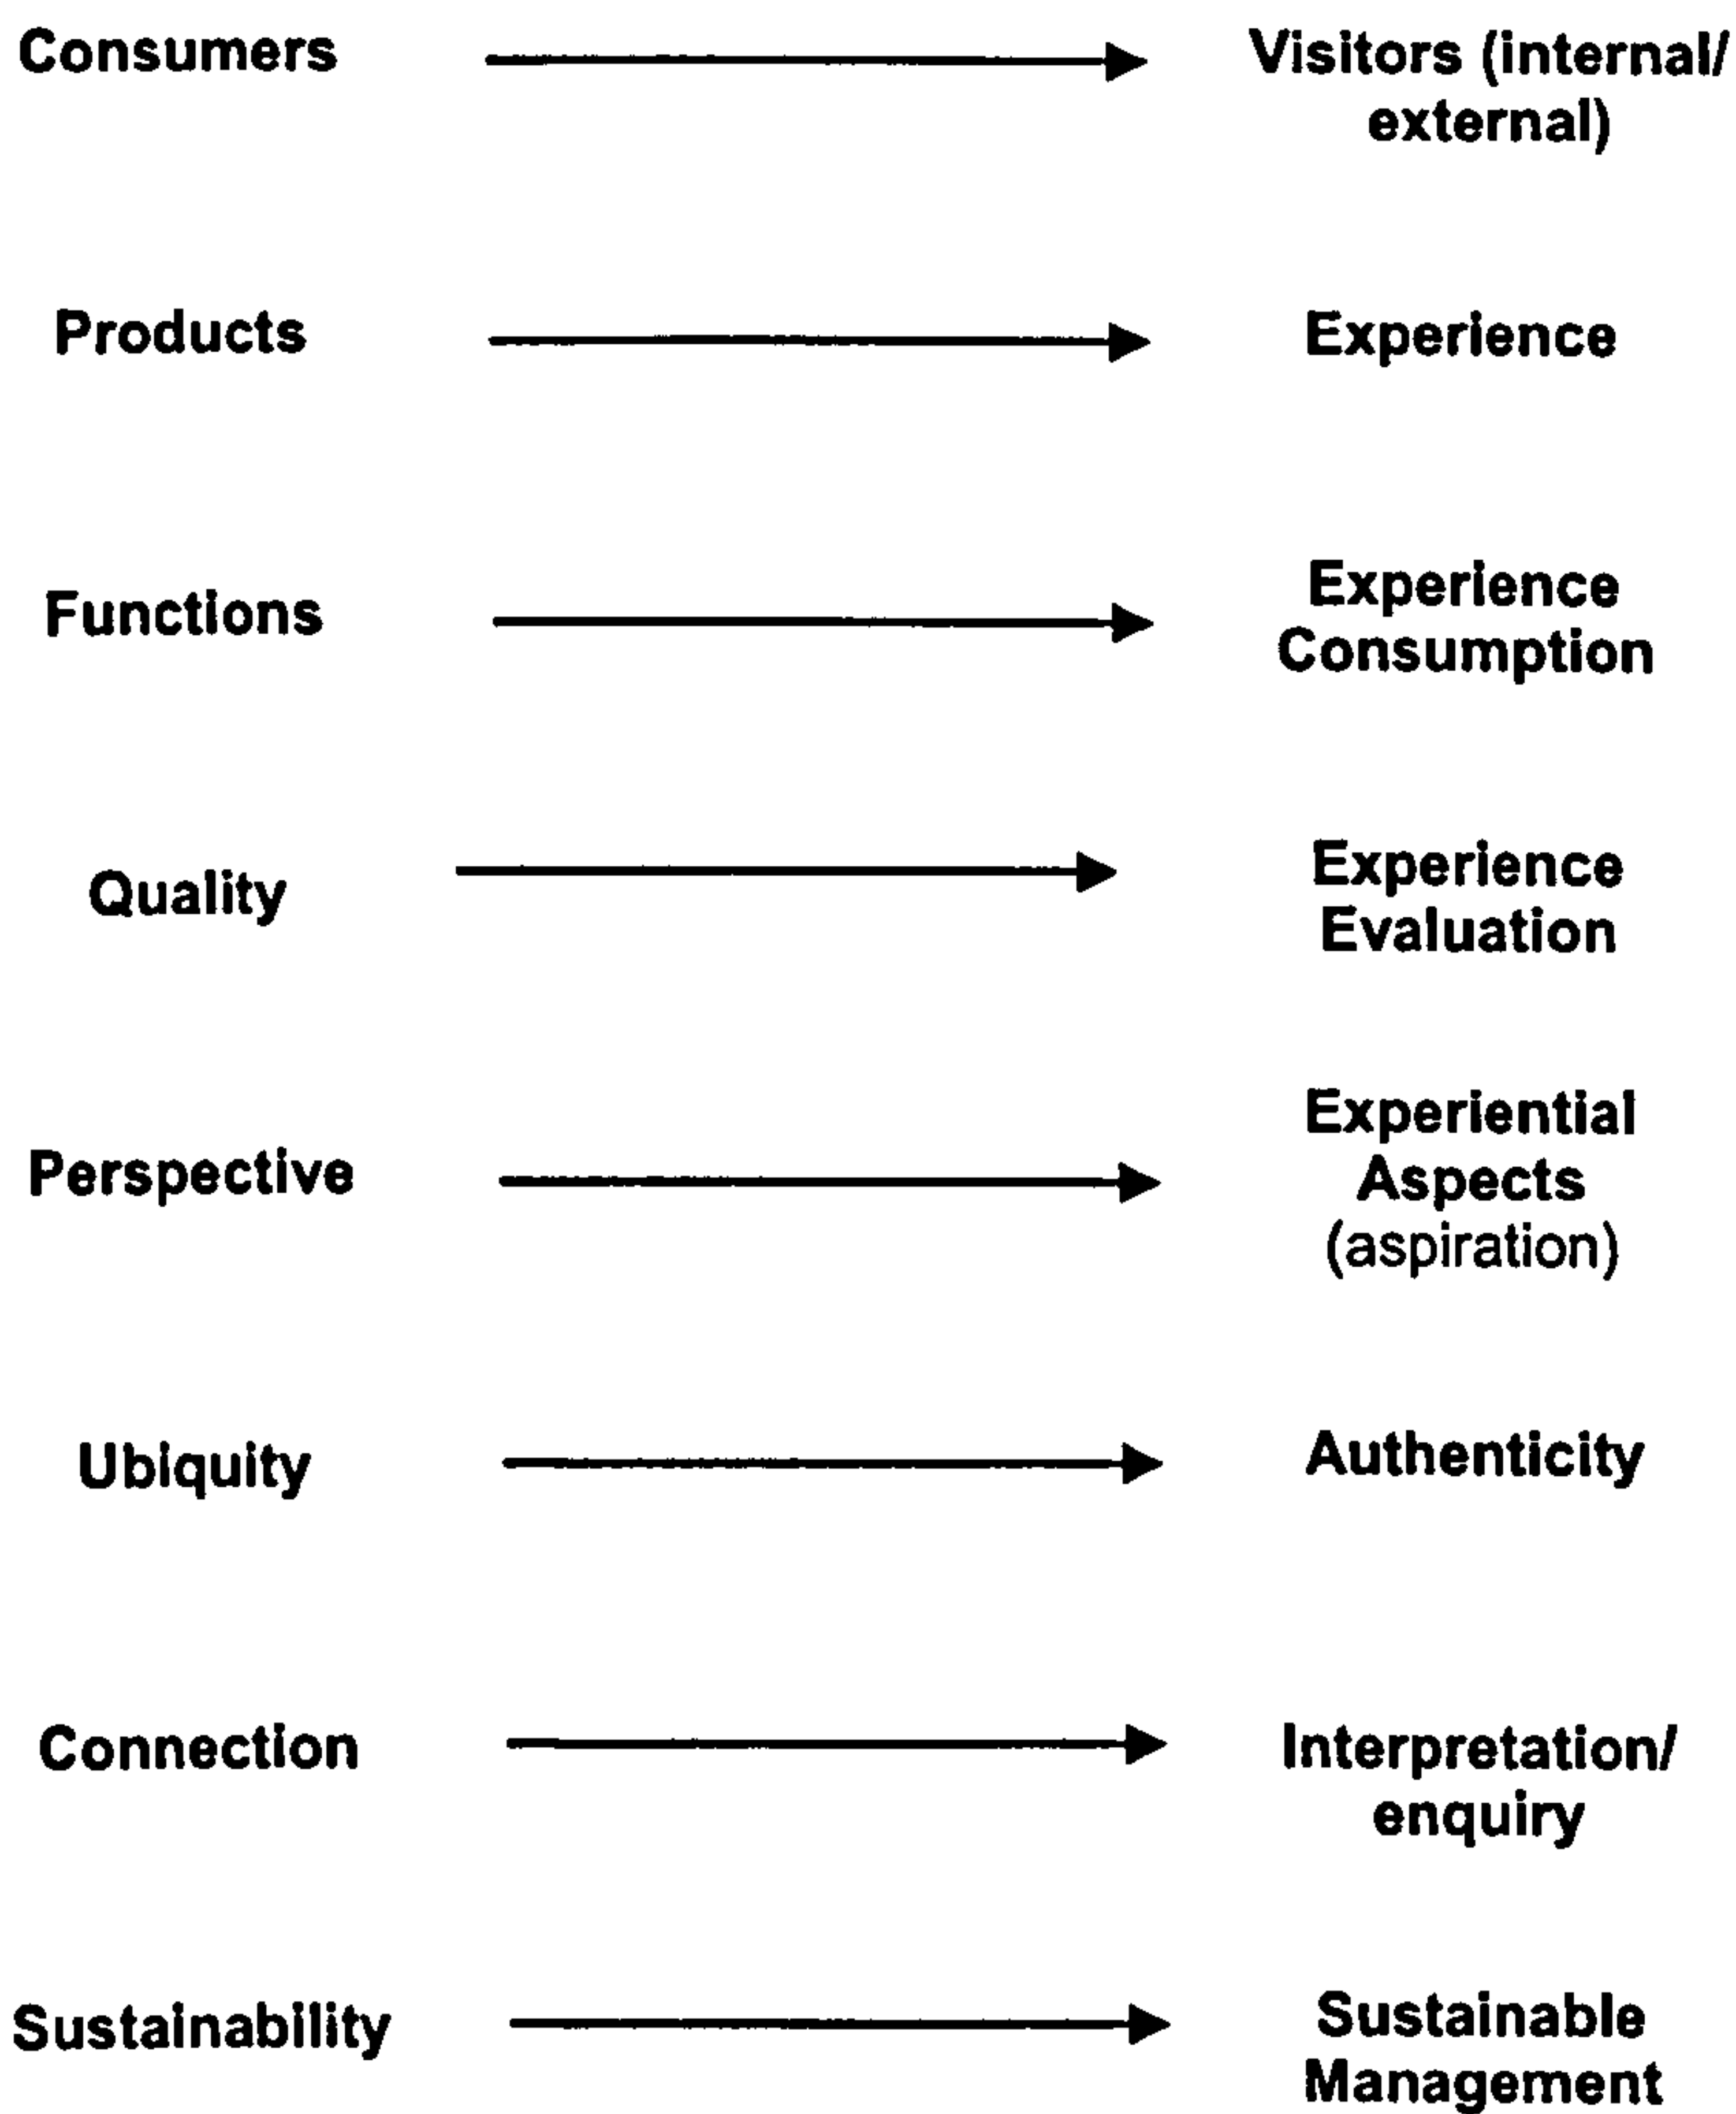 Consumers
Visitors (internal/
external)
Products
Experience
Functions
Experience
Consumption
Quality
Experience
Evaluation
Perspective
Experiential
Aspects
(aspiration)
Ubiquity
Authenticity
Connection
Interpretation/
enquiry
Sustainability
Sustainable
Management